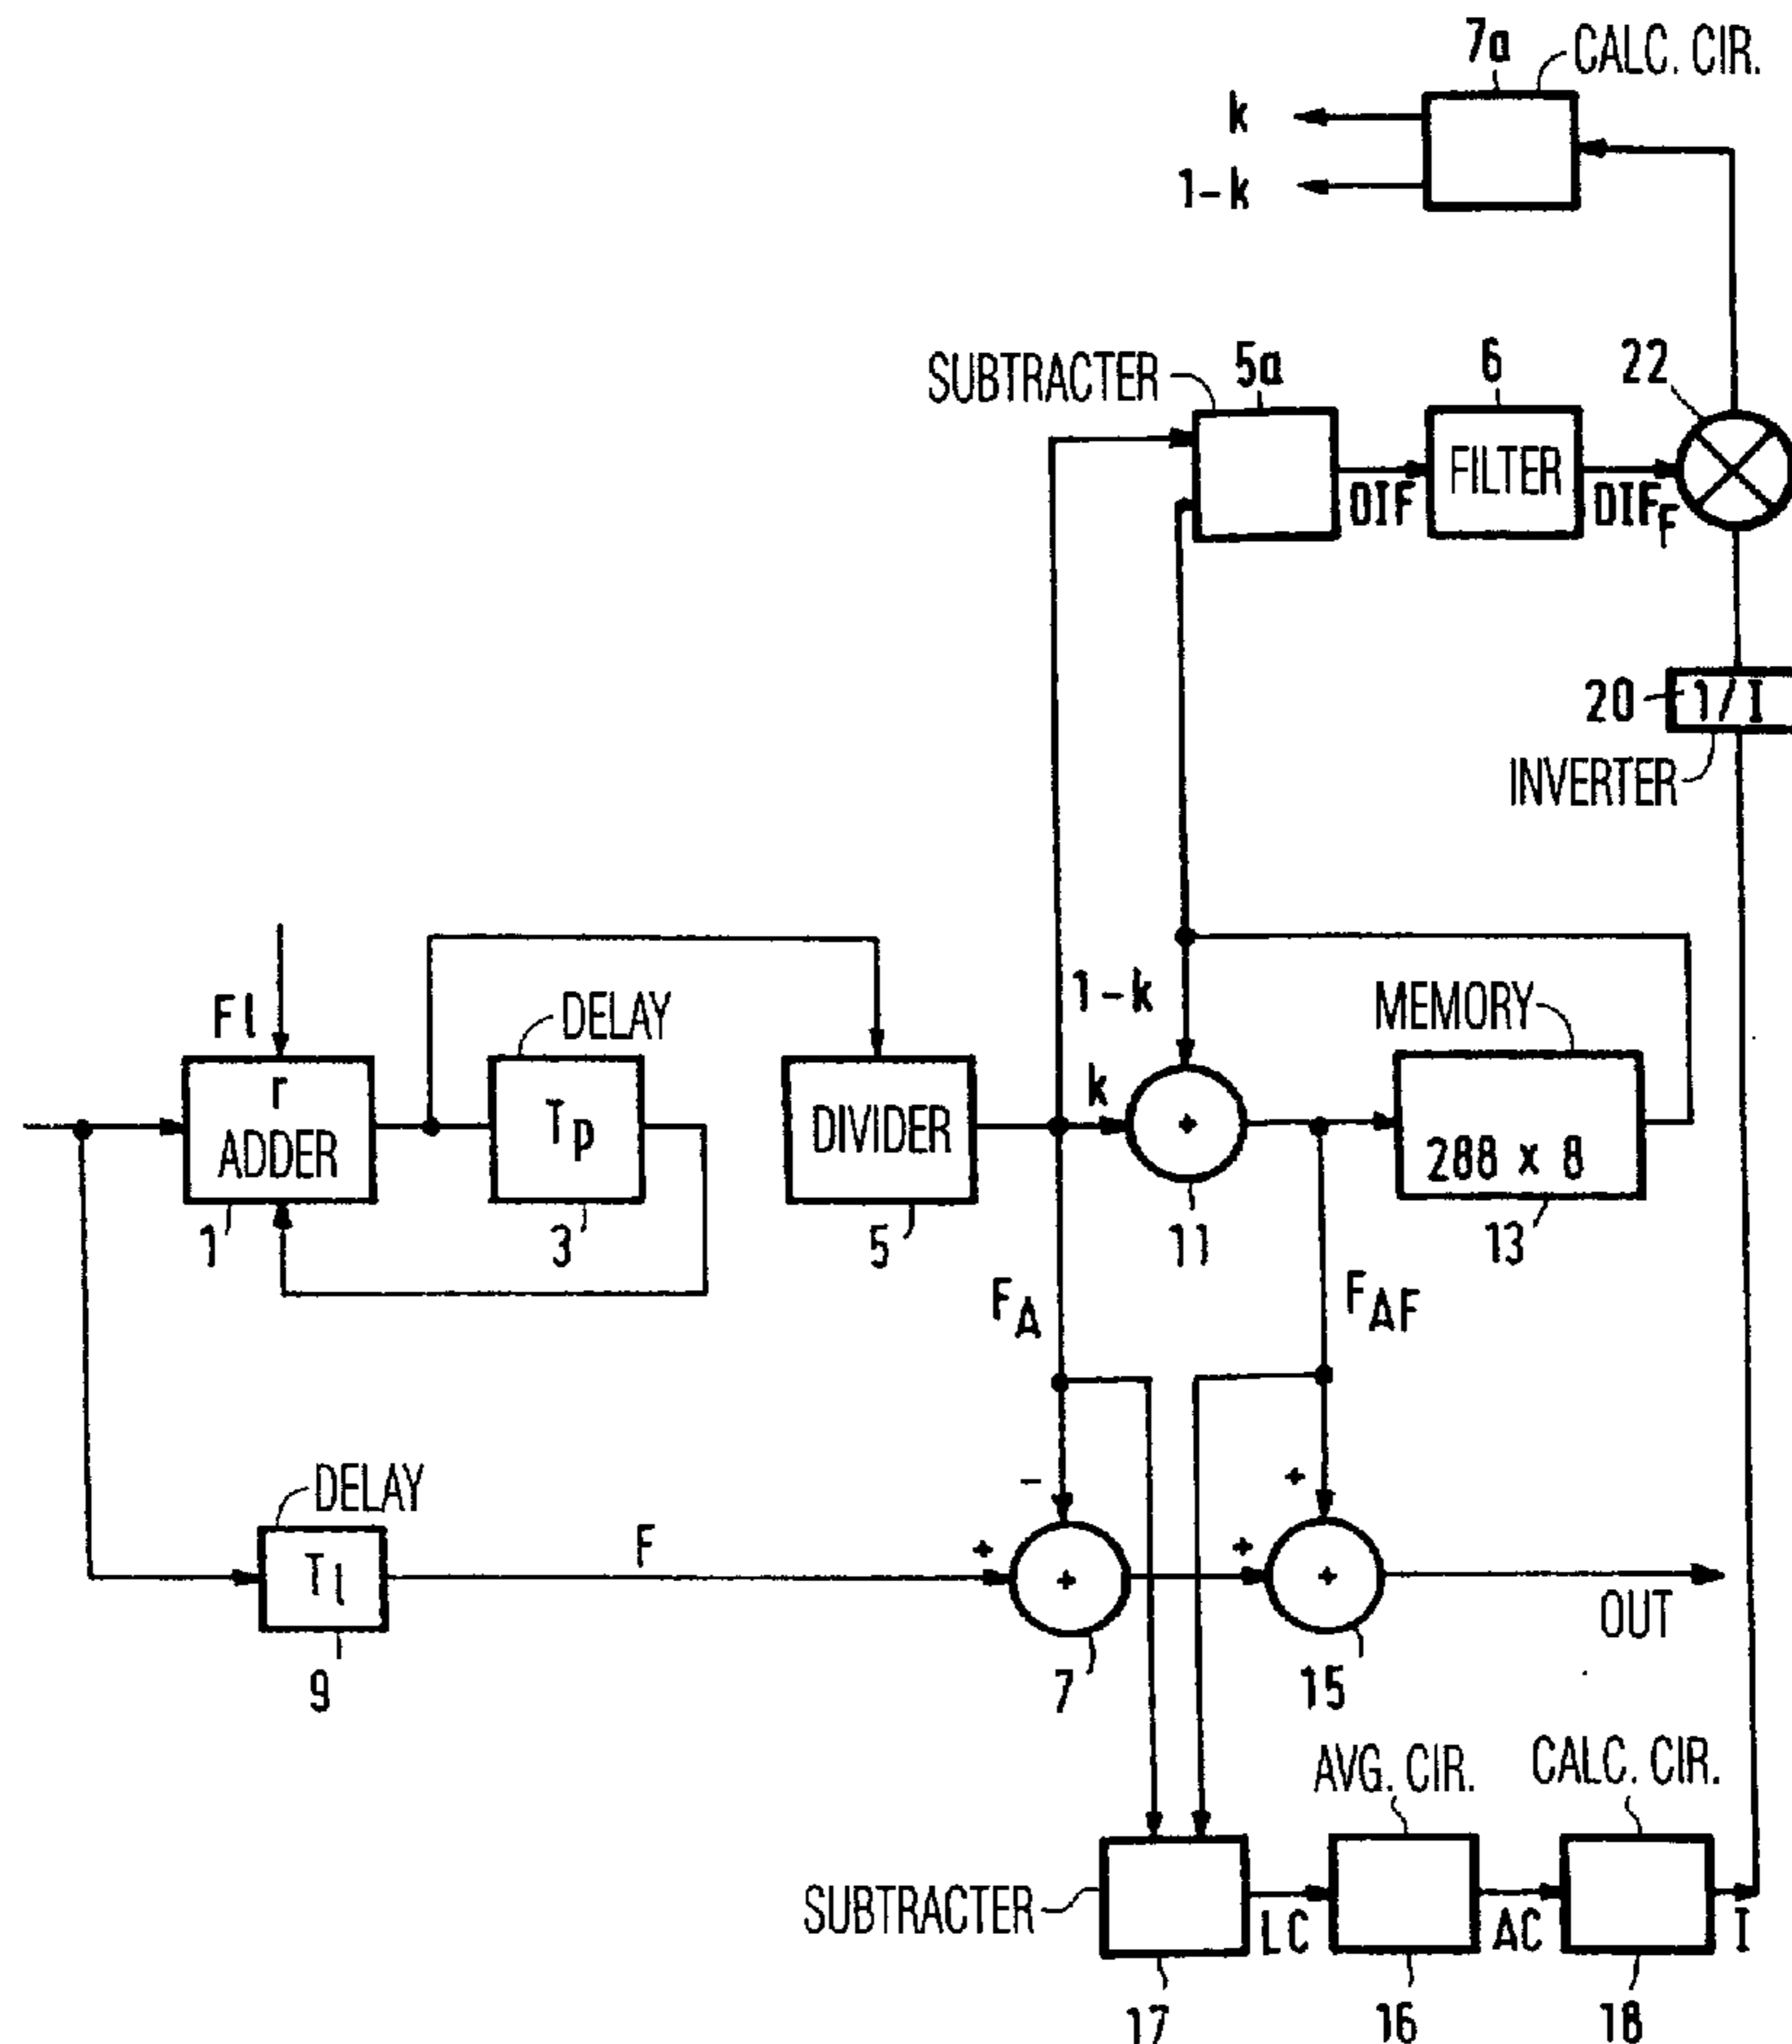 7a CALC. CIR.
k
1-k
SUBTRACTER 5a 6 22
FILTER
DIF DIF_F
20 1/I
INVERTER
Fl 1-k
DELAY MEMORY
r
ADDER
T_p
DIVIDER
k
+
288 x 8
1 3 5 11 13
F_A F_AF
DELAY
- +
T_l
F
+ + + +
OUT
9 7 15
AVG. CIR. CALC. CIR.
SUBTRACTER
LC AC I
17 16 18